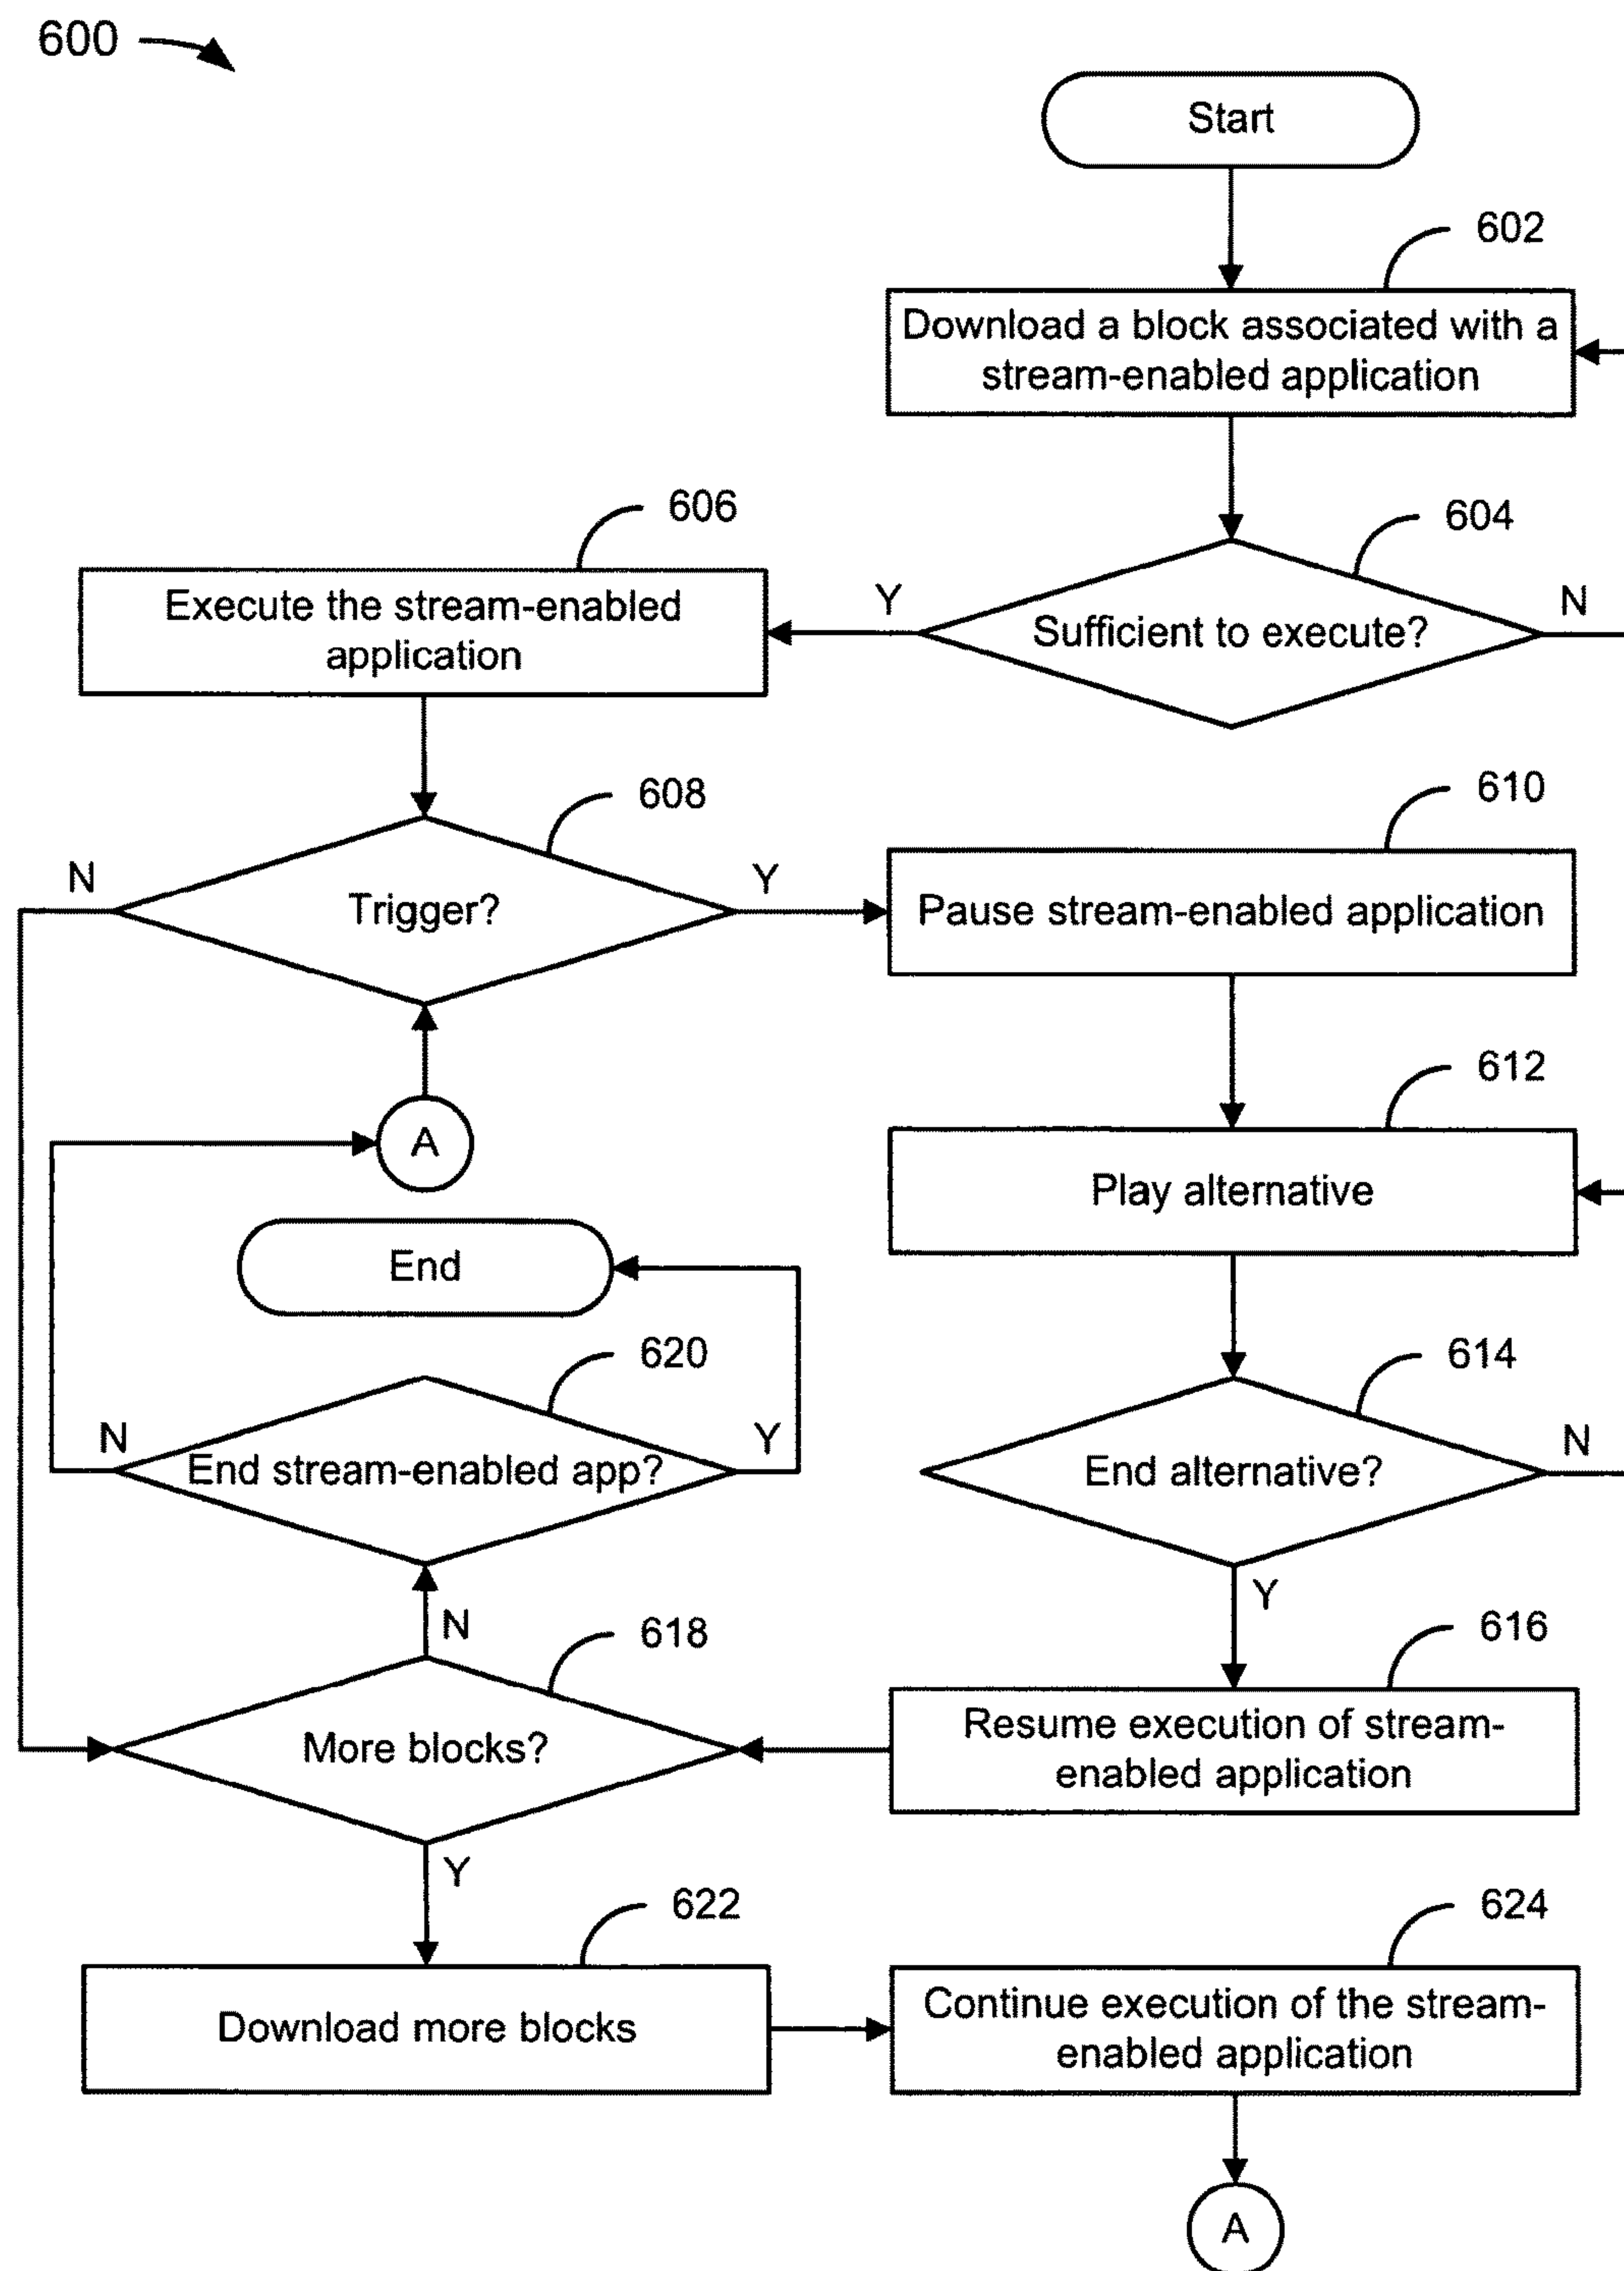 600
Start
602
Download a block associated with a
stream-enabled application
604
Sufficient to execute?
Y
N
606
Execute the stream-enabled
application
608
Trigger?
N
Y
610
Pause stream-enabled application
612
Play alternative
A
End
614
End alternative?
N
Y
620
End stream-enabled app?
N
Y
616
Resume execution of stream-
enabled application
618
More blocks?
N
Y
622
Download more blocks
624
Continue execution of the stream-
enabled application
A